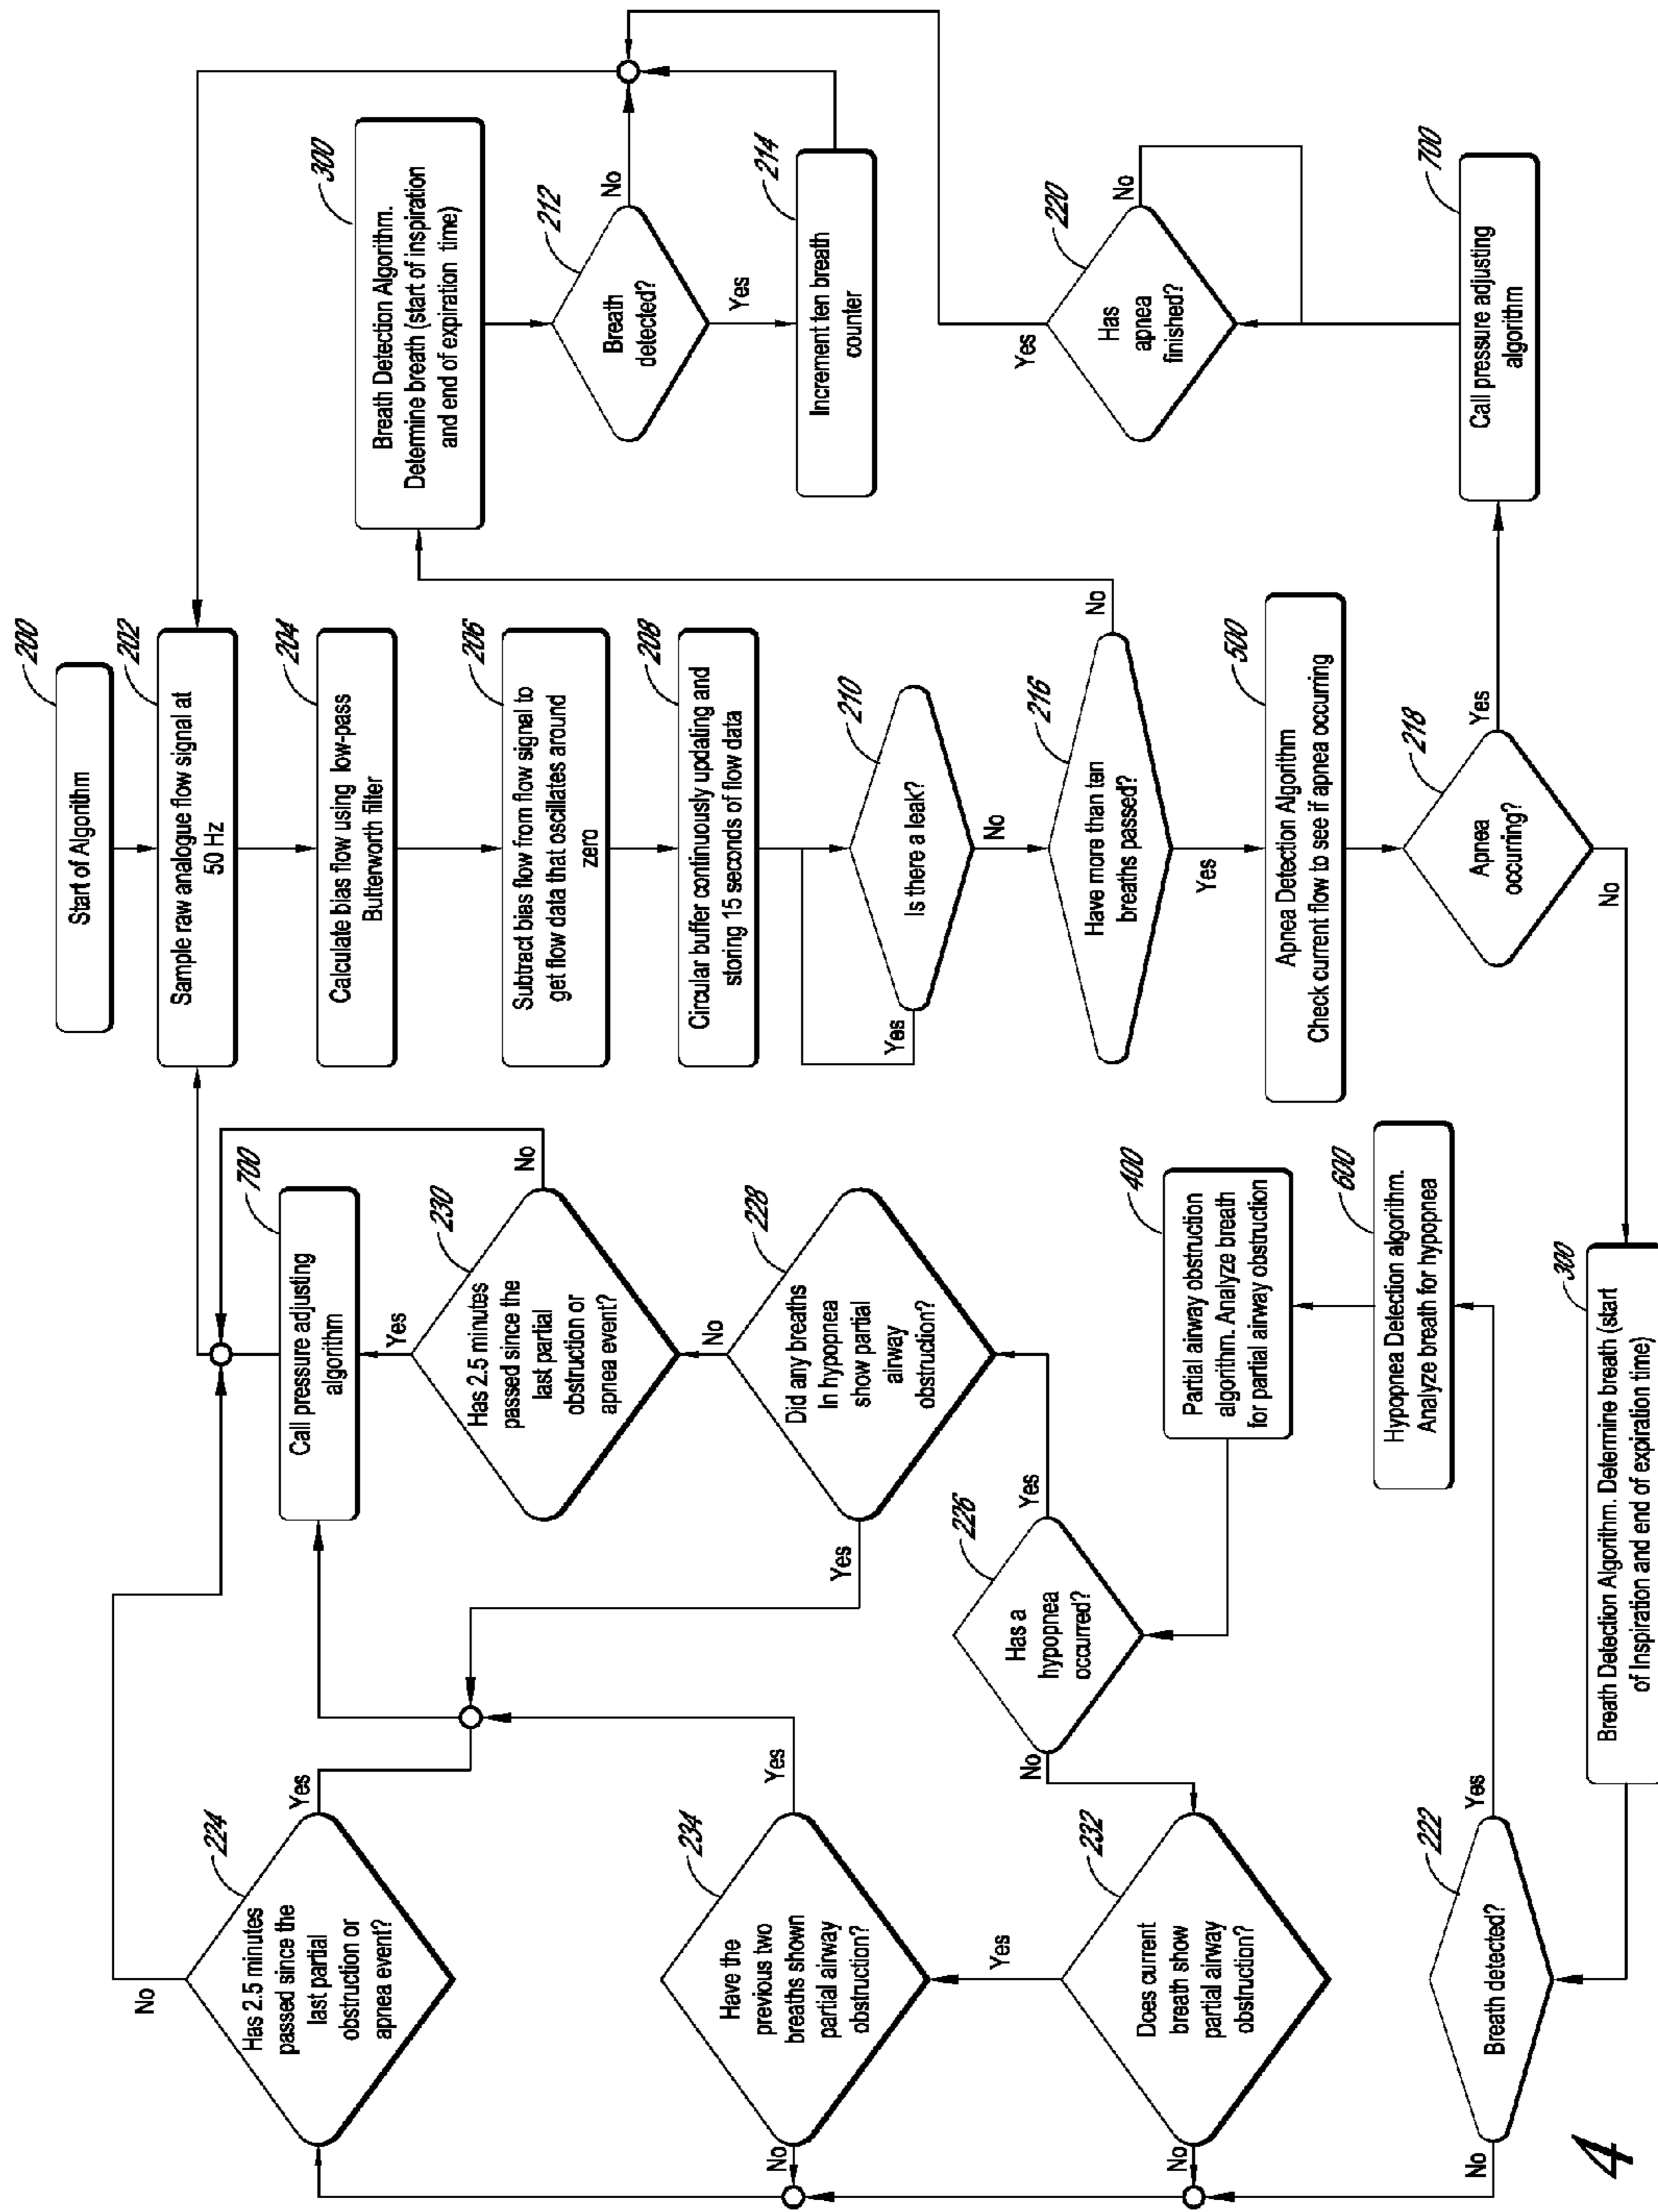 200
Start of Algorithm
202
Sample raw analogue flow signal at
50 Hz
204
Calculate bias flow using low-pass
Butterworth filter
206
Subtract bias flow from flow signal to
get flow data that oscillates around
zero
208
Circular buffer continuously updating and
storing 15 seconds of flow data
210
Is there a leak?
Yes
No
216
Have more than ten
breaths passed?
No
Yes
300
Breath Detection Algorithm.
Determine breath (start of inspiration
and end of expiration time)
212
Breath
detected?
No
Yes
214
Increment ten breath
counter
500
Apnea Detection Algorithm
Check current flow to see if apnea occurring
218
Apnea
occurring?
Yes
No
700
Call pressure adjusting
algorithm
220
Has
apnea
finished?
No
Yes
300
Breath Detection Algorithm. Determine breath (start
of Inspiration and end of expiration time)
222
Breath detected?
Yes
No
600
Hypopnea Detection algorithm.
Analyze breath for hypopnea
400
Partial airway obstruction
algorithm. Analyze breath
for partial airway obstruction
226
Has a
hypopnea
occurred?
Yes
No
228
Did any breaths
In hypopnea
show partial
airway
obstruction?
Yes
No
230
Has 2.5 minutes
passed since the
last partial
obstruction or
apnea event?
No
Yes
700
Call pressure adjusting
algorithm
232
Does current
breath show
partial airway
obstruction?
Yes
No
234
Have the
previous two
breaths shown
partial airway
obstruction?
Yes
No
224
Has 2.5 minutes
passed since the
last partial
obstruction or
apnea event?
Yes
No
4